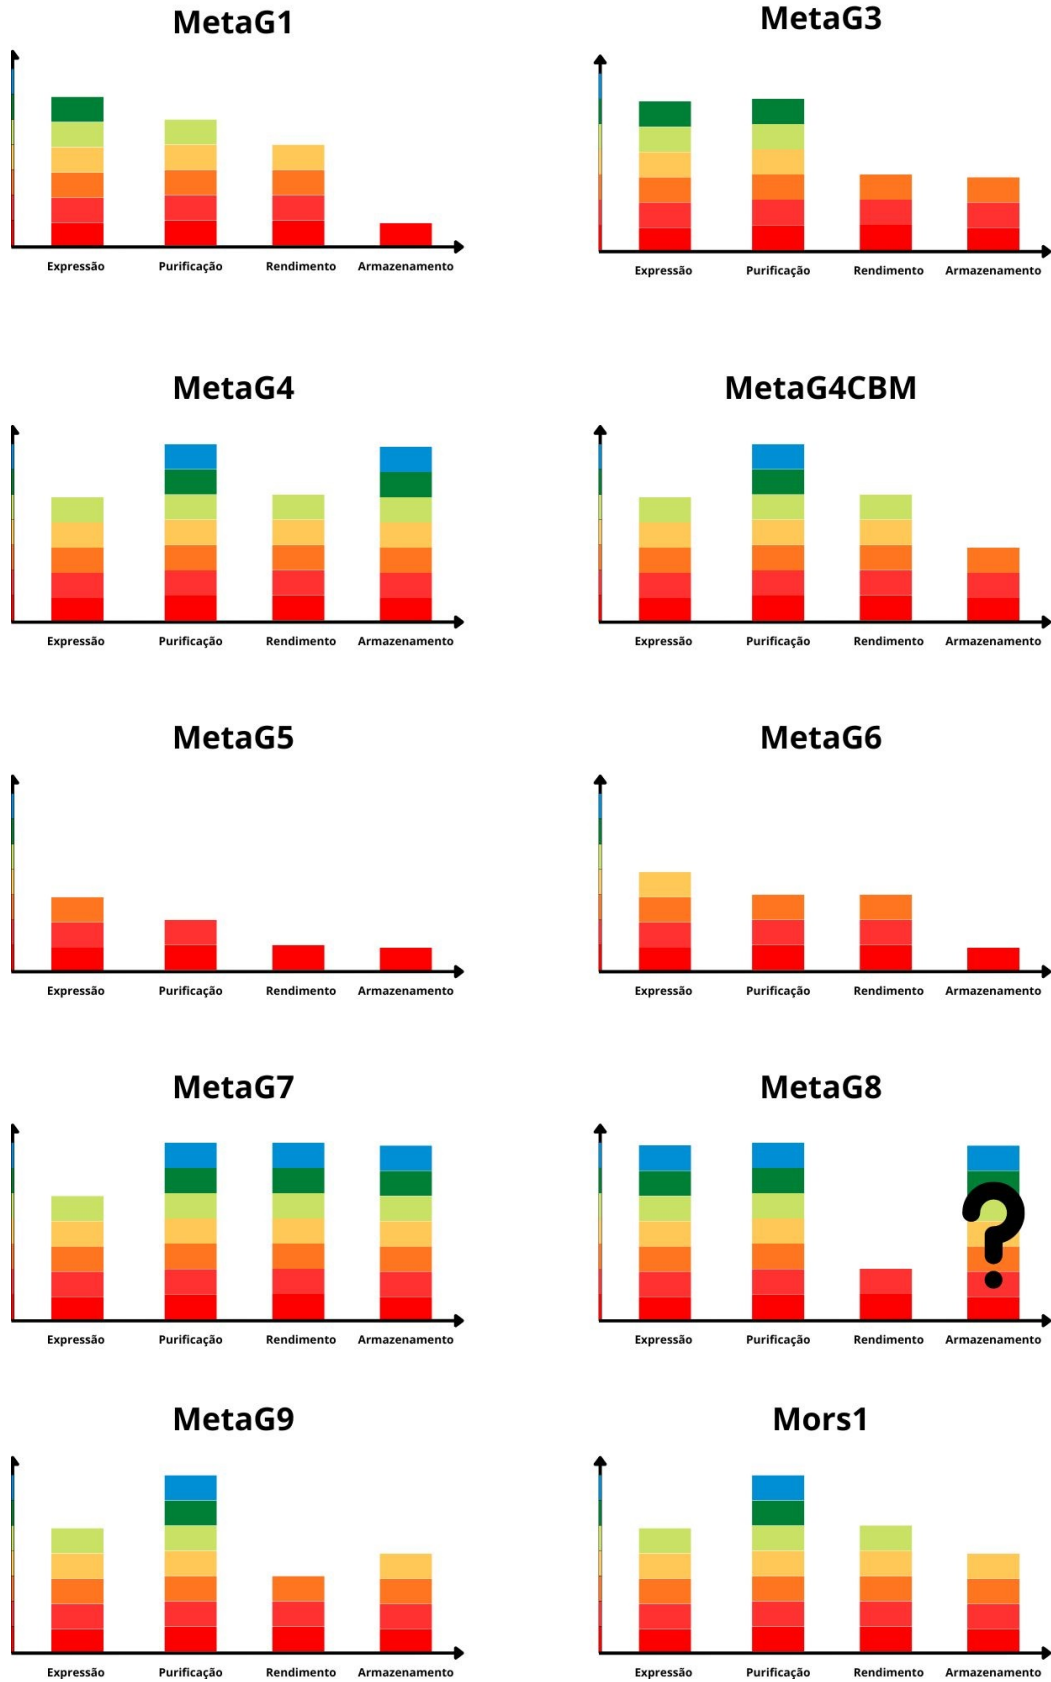 MetaG1
MetaG3
Expressão Purificação Rendimento Armazenamento
Expressão Purificação Rendimento Armazenamento
MetaG4
MetaG4CBM
Expressão Purificação Rendimento Armazenamento
Expressão Purificação Rendimento Armazenamento
MetaG5
MetaG6
Expressão Purificação Rendimento Armazenamento
Expressão Purificação Rendimento Armazenamento
MetaG7
MetaG8
?
Expressão Purificação Rendimento Armazenamento
Expressão Purificação Rendimento Armazenamento
MetaG9
Mors1
Expressão Purificação Rendimento Armazenamento
Expressão Purificação Rendimento Armazenamento